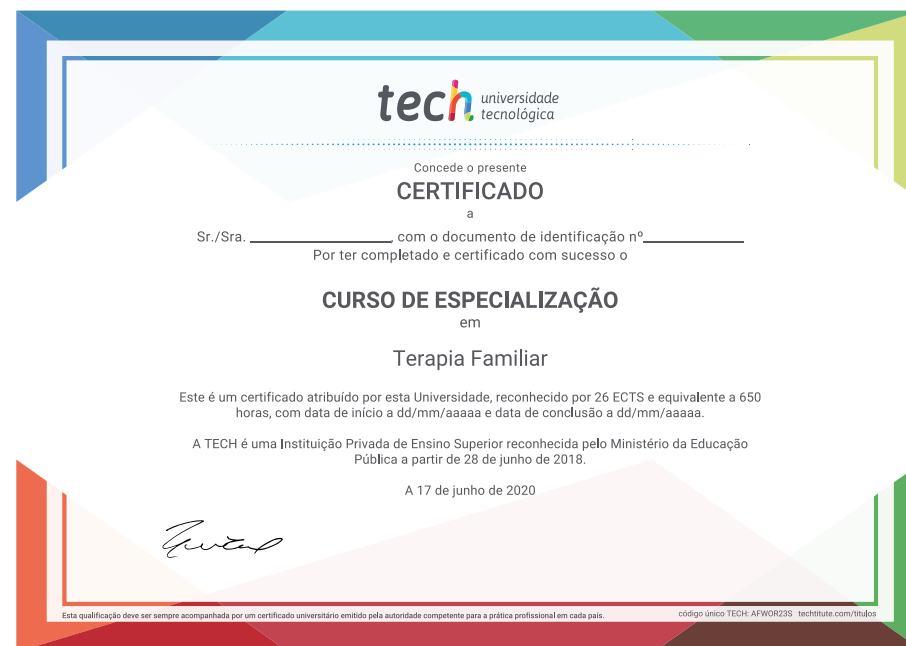 tech universidade
tecnológica
Concede o presente
CERTIFICADO
a
Sr./Sra. ____________________, com o documento de identificação nº______________
Por ter completado e certificado com sucesso o
CURSO DE ESPECIALIZAÇÃO
em
Terapia Familiar
Este é um certificado atribuído por esta Universidade, reconhecido por 26 ECTS e equivalente a 650
horas, com data de início a dd/mm/aaaaa e data de conclusão a dd/mm/aaaaa.
A TECH é uma Instituição Privada de Ensino Superior reconhecida pelo Ministério da Educação
Pública a partir de 28 de junho de 2018.
A 17 de junho de 2020
Esta qualificação deve ser sempre acompanhada por um certificado universitário emitido pela autoridade competente para a prática profissional em cada país.
código único TECH: AFWOR23S techtitute.com/titulos